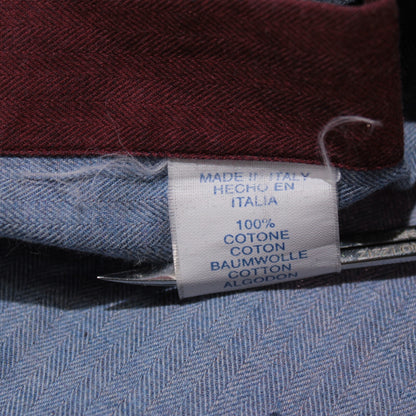 MADE IN ITALY
HECHO EN
ITALIA
100%
COTONE
COTON
BAUMWOLLE
COTTON
ALGODON